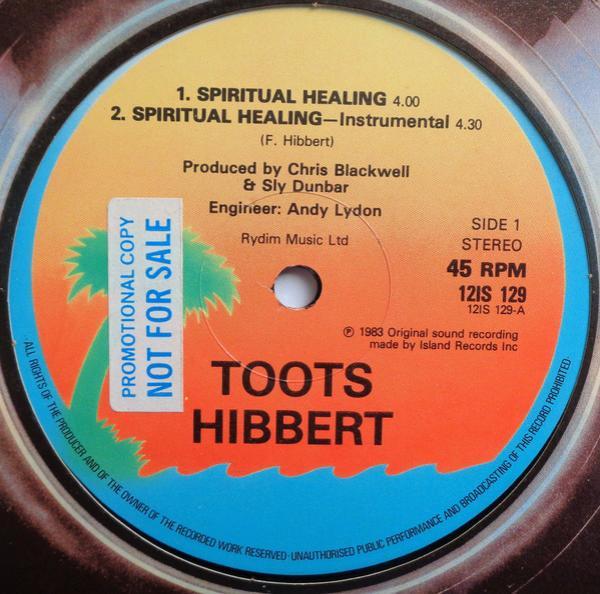 1. SPIRITUAL HEALING 4.00
2. SPIRITUAL HEALING—Instrumental 4.30
(F. Hibbert)
Produced by Chris Blackwell
& Sly Dunbar
Engineer: Andy Lydon
Rydim Music Ltd
SIDE 1
STEREO
45 RPM
12IS 129
12IS 129-A
℗ 1983 Original sound recording
made by Island Records Inc
PROMOTIONAL COPY
NOT FOR SALE
TOOTS
HIBBERT
·ALL RIGHTS OF THE PRODUCER AND OF THE OWNER OF THE RECORDED WORK RESERVED·UNAUTHORISED PUBLIC PERFORMANCE AND BROADCASTING OF THIS RECORD PROHIBITED·